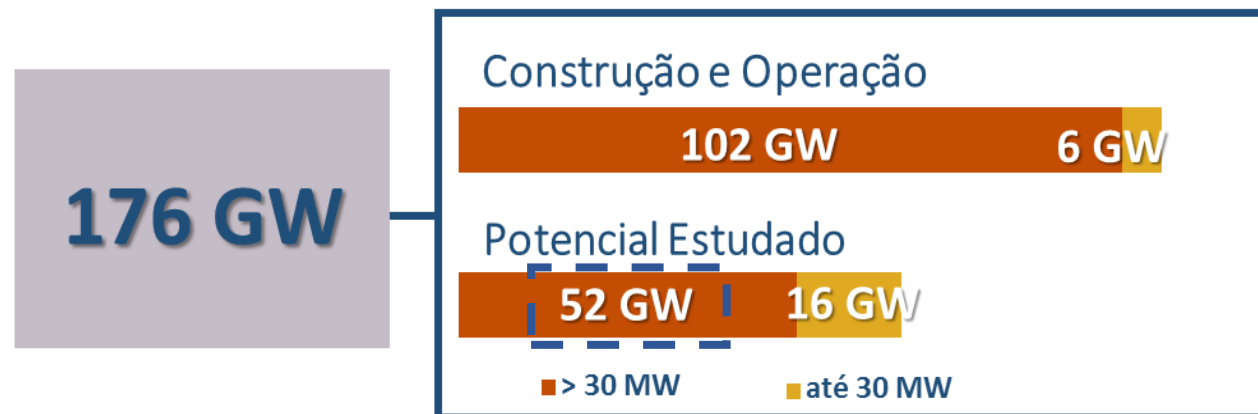 176 GW
Construção e Operação
102 GW 6 GW
Potencial Estudado
52 GW 16 GW
> 30 MW até 30 MW